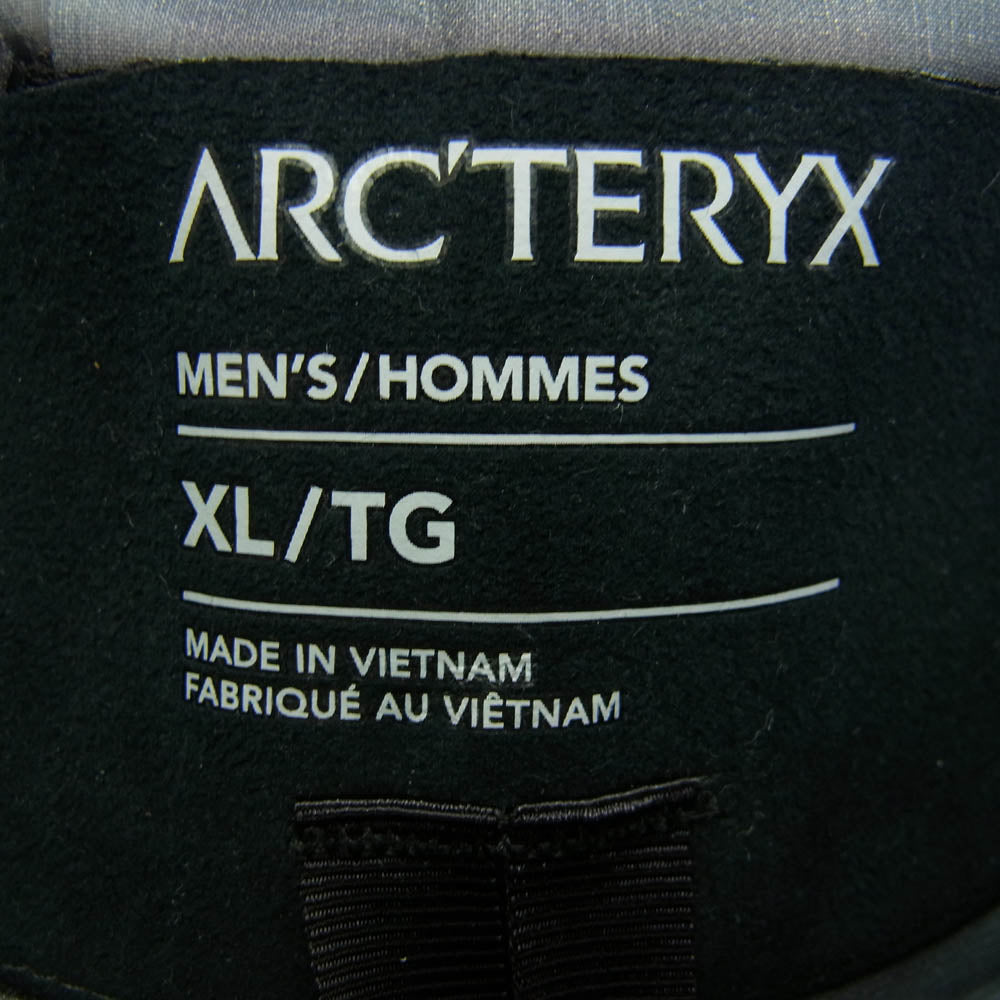 ARC'TERYX
MEN'S/HOMMES
XL/TG
MADE IN VIETNAM
FABRIQUÉ AU VIÊTNAM